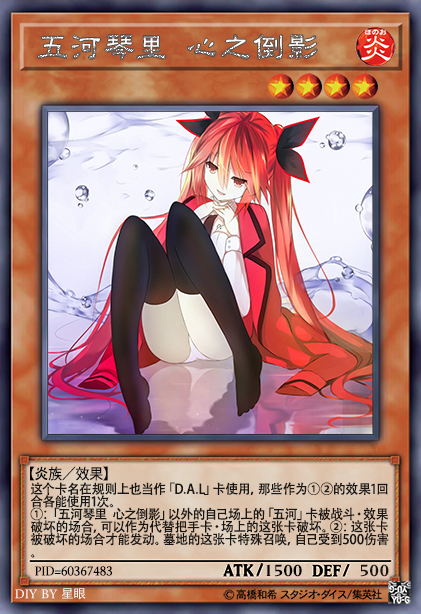 五河琴里 心之倒影
ほのお
炎
【炎族／效果】
这个卡名在规则上也当作「D.A.L」卡使用，那些作为①②的效果1回
合各能使用1次。
①：「五河琴里 心之倒影」以外的自己场上的「五河」卡被战斗·效果
破坏的场合，可以作为代替把手卡·场上的这张卡破坏。②：这张卡
被破坏的场合才能发动。墓地的这张卡特殊召唤，自己受到500伤害
。
PID=60367483
ATK/1500 DEF/ 500
DIY BY 星眼
©高橋和希 スタジオ・ダイス/集英社